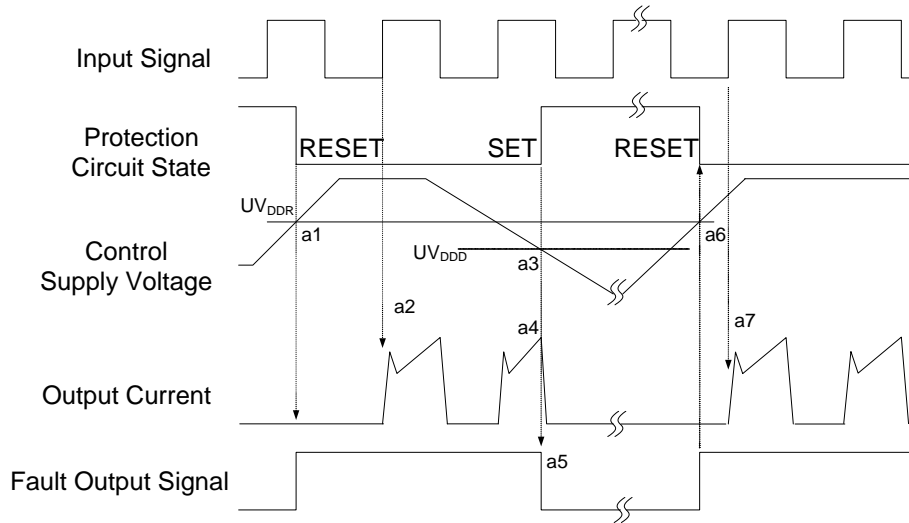 Input Signal
Protection
Circuit State
RESET
SET
RESET
UVDDR
a1
a6
Control
Supply Voltage
UVDDD
a3
a2
a4
a7
Output Current
a5
Fault Output Signal